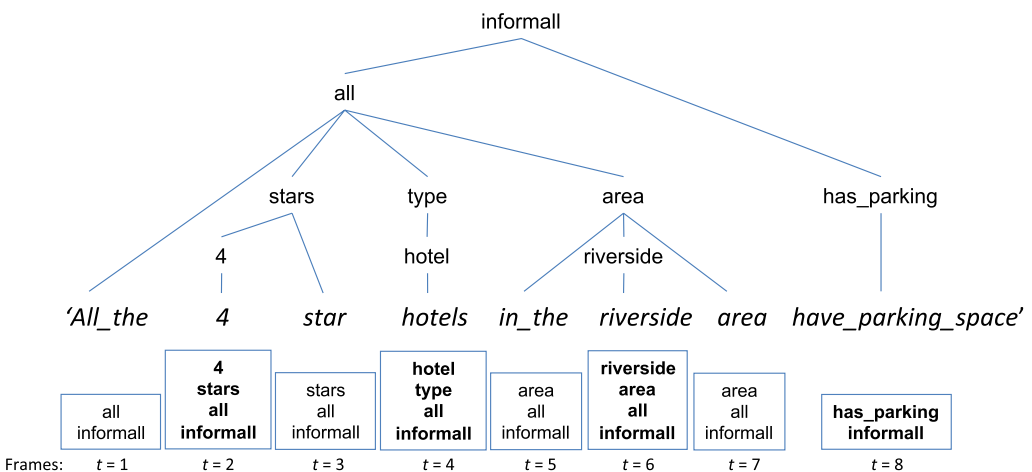 informall
all
stars type area has_parking
4 hotel riverside
‘All_the 4 star hotels in_the riverside area have_parking_space’
all
informall
4
stars
all
informall
stars
all
informall
hotel
type
all
informall
area
all
informall
riverside
area
all
informall
area
all
informall
has_parking
informall
Frames: t = 1 t = 2 t = 3 t = 4 t = 5 t = 6 t = 7 t = 8